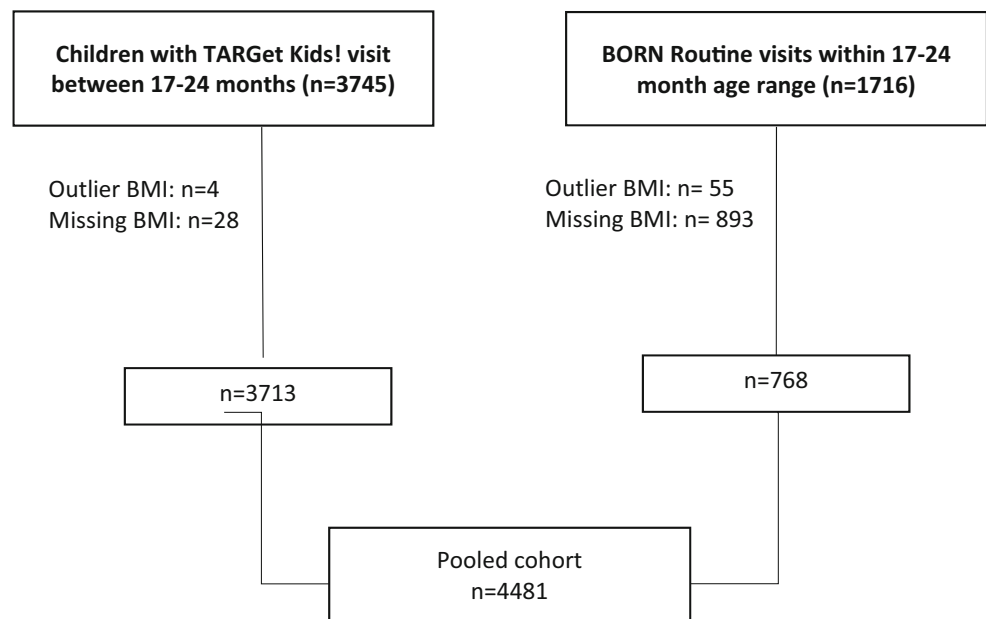 Children with TARGet Kids! visit
between 17-24 months (n=3745)
BORN Routine visits within 17-24
month age range (n=1716)
Outlier BMI: n=4
Missing BMI: n=28
Outlier BMI: n= 55
Missing BMI: n= 893
n=3713
n=768
Pooled cohort
n=4481